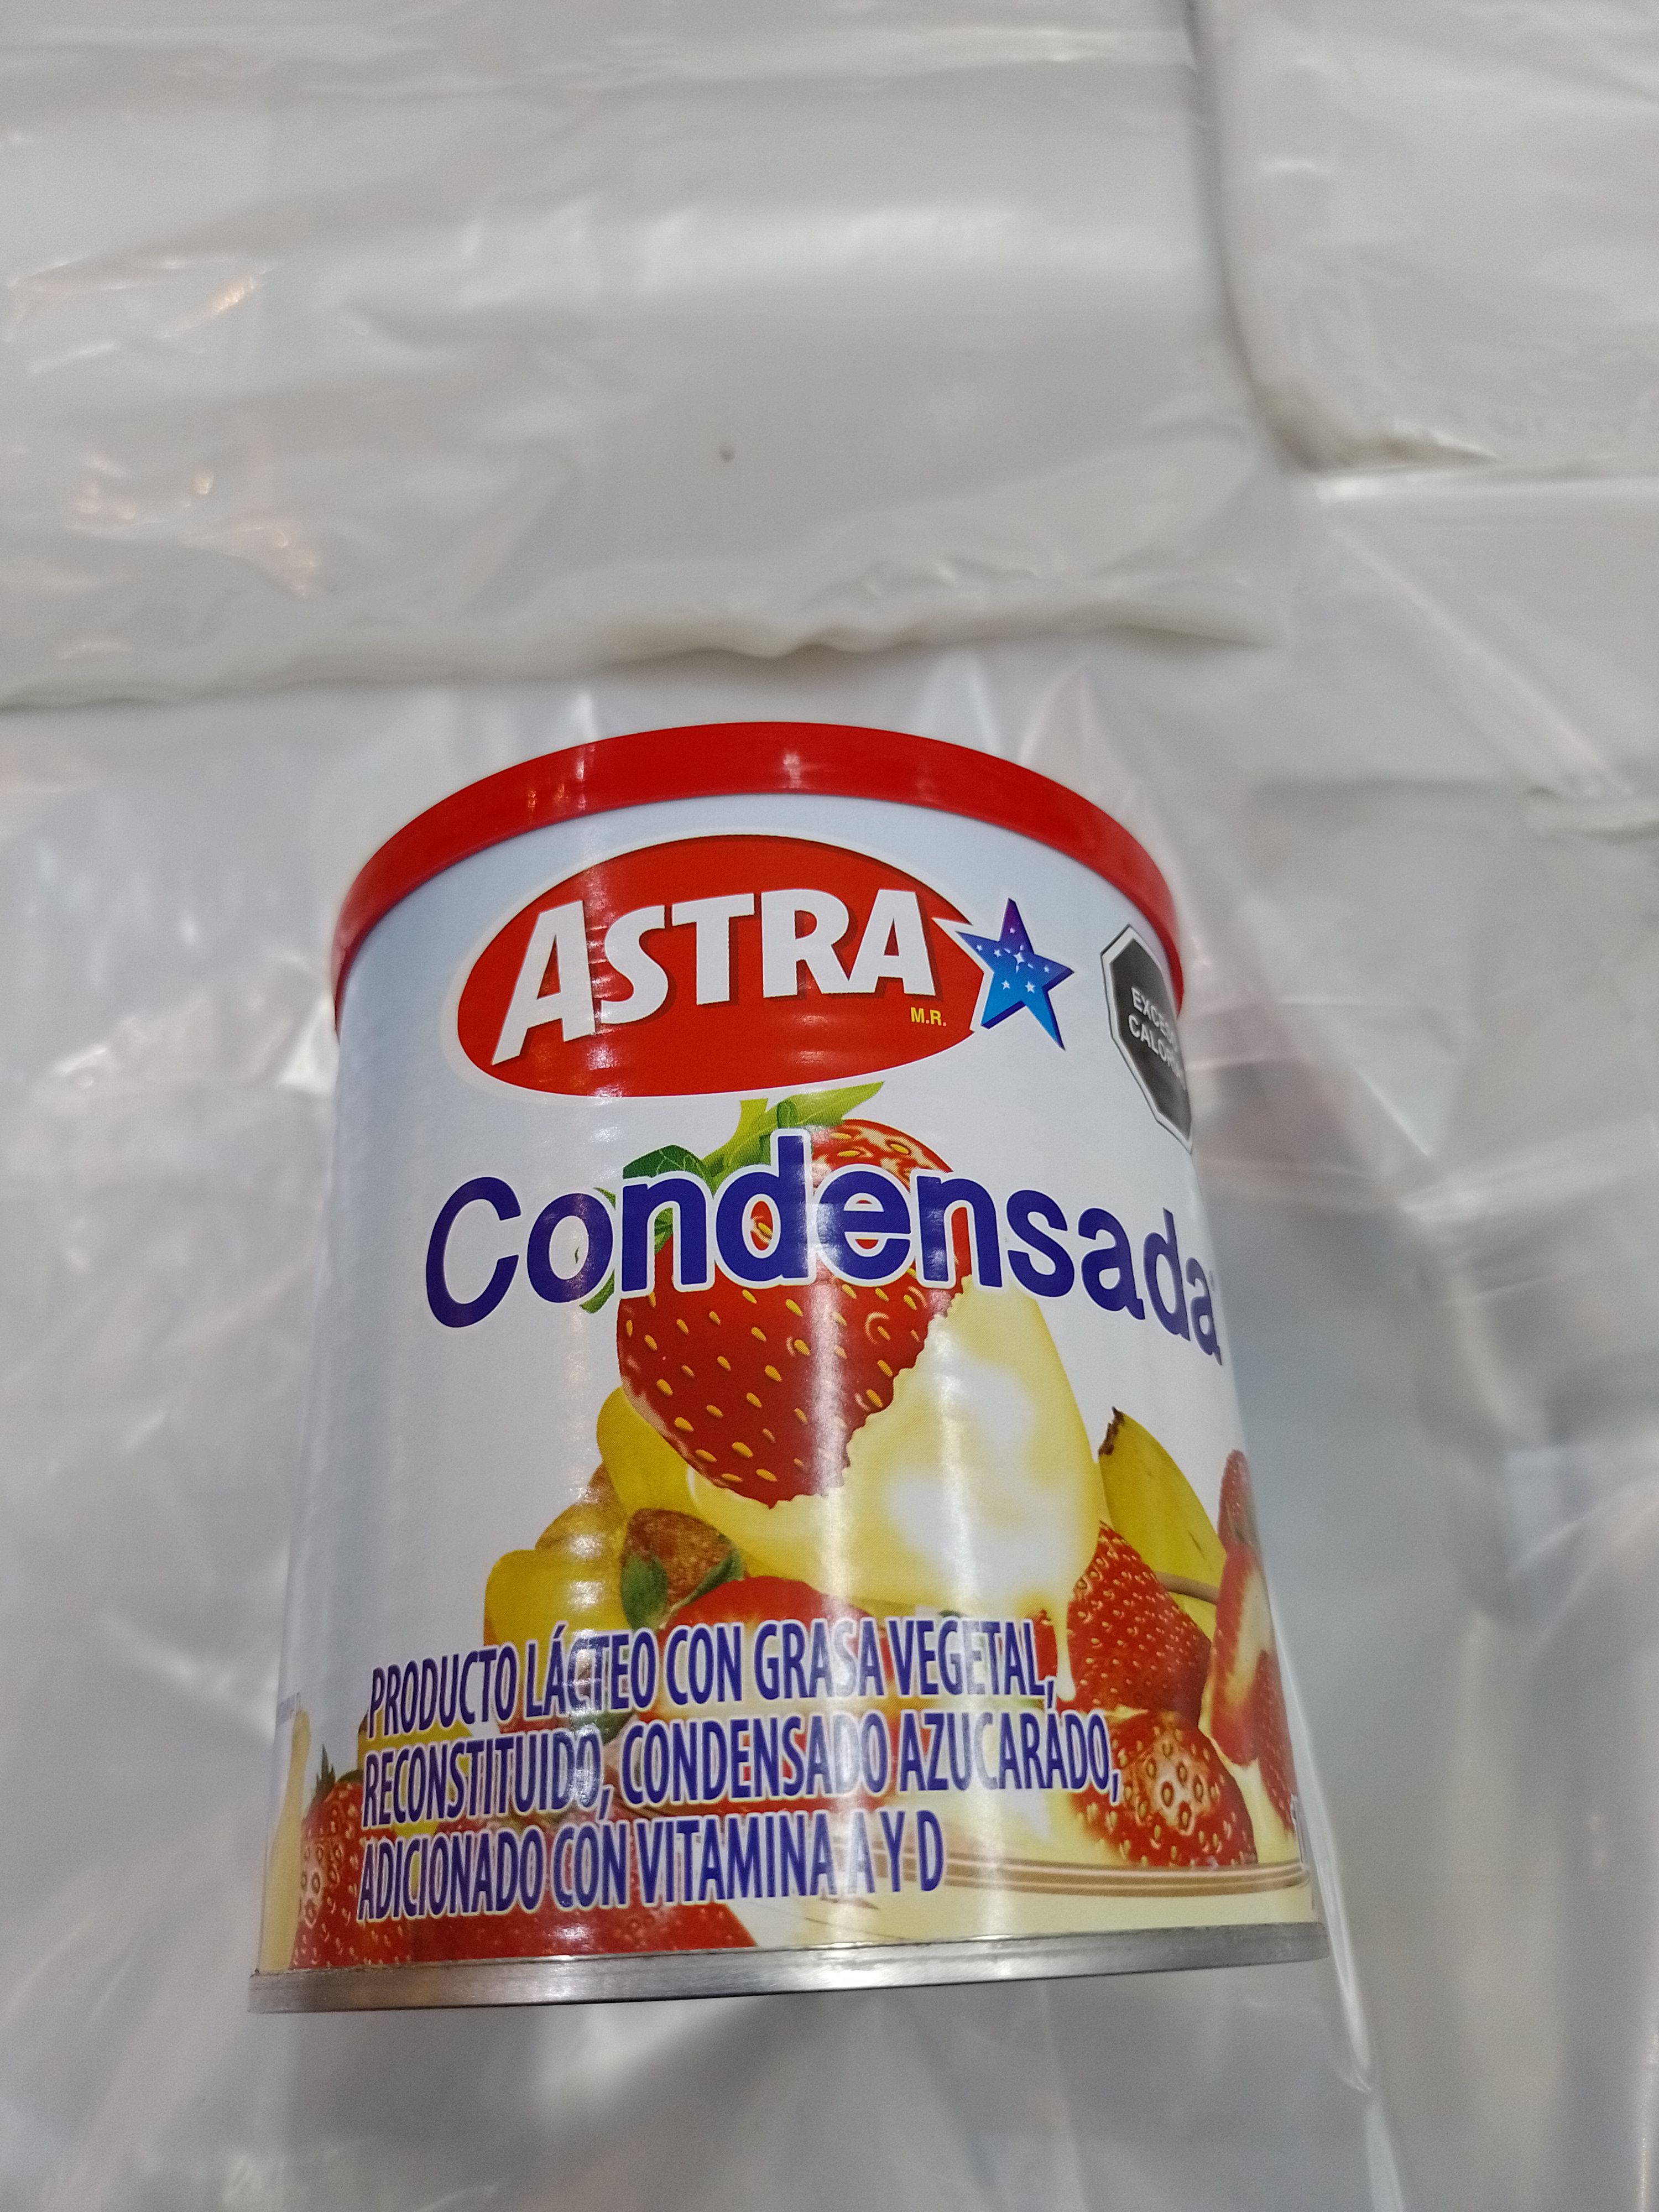 ASTRA
M.R.
Condensada
PRODUCTO LÁCTEO CON GRASA VEGETAL,
RECONSTITUIDO, CONDENSADO AZUCARADO,
ADICIONADO CON VITAMINA A Y D